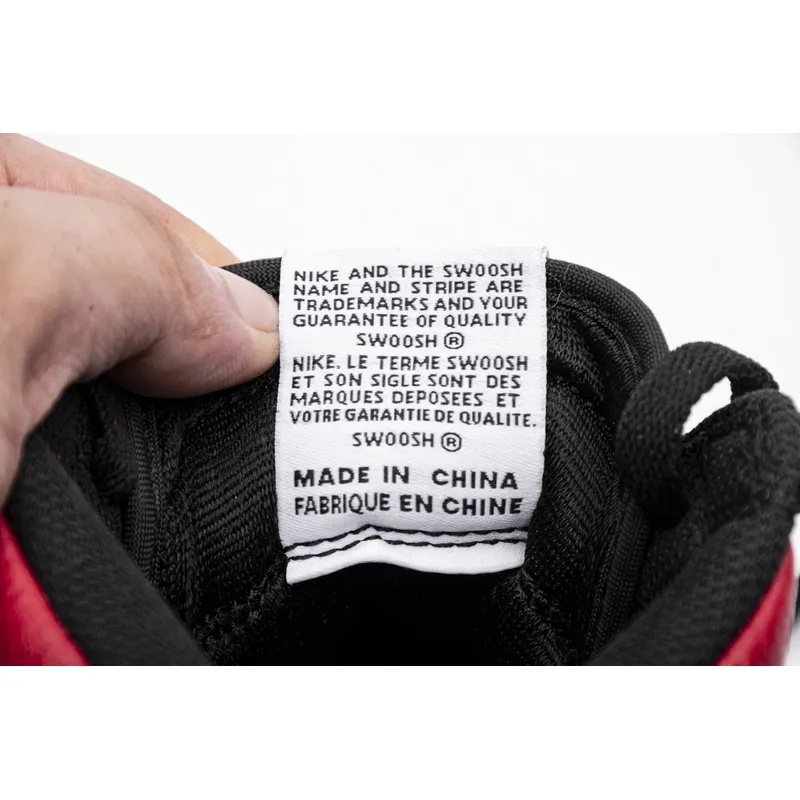 NIKE AND THE SWOOSH
NAME AND STRIPE ARE
TRADEMARKS AND YOUR
GUARANTEE OF QUALITY
SWOOSH ®
NIKE. LE TERME SWOOSH
ET SON SIGLE SONT DES
MARQUES DEPOSEES ET
VOTRE GARANTIE DE QUALITE.
SWOOSH ®
MADE IN CHINA
FABRIQUE EN CHINE